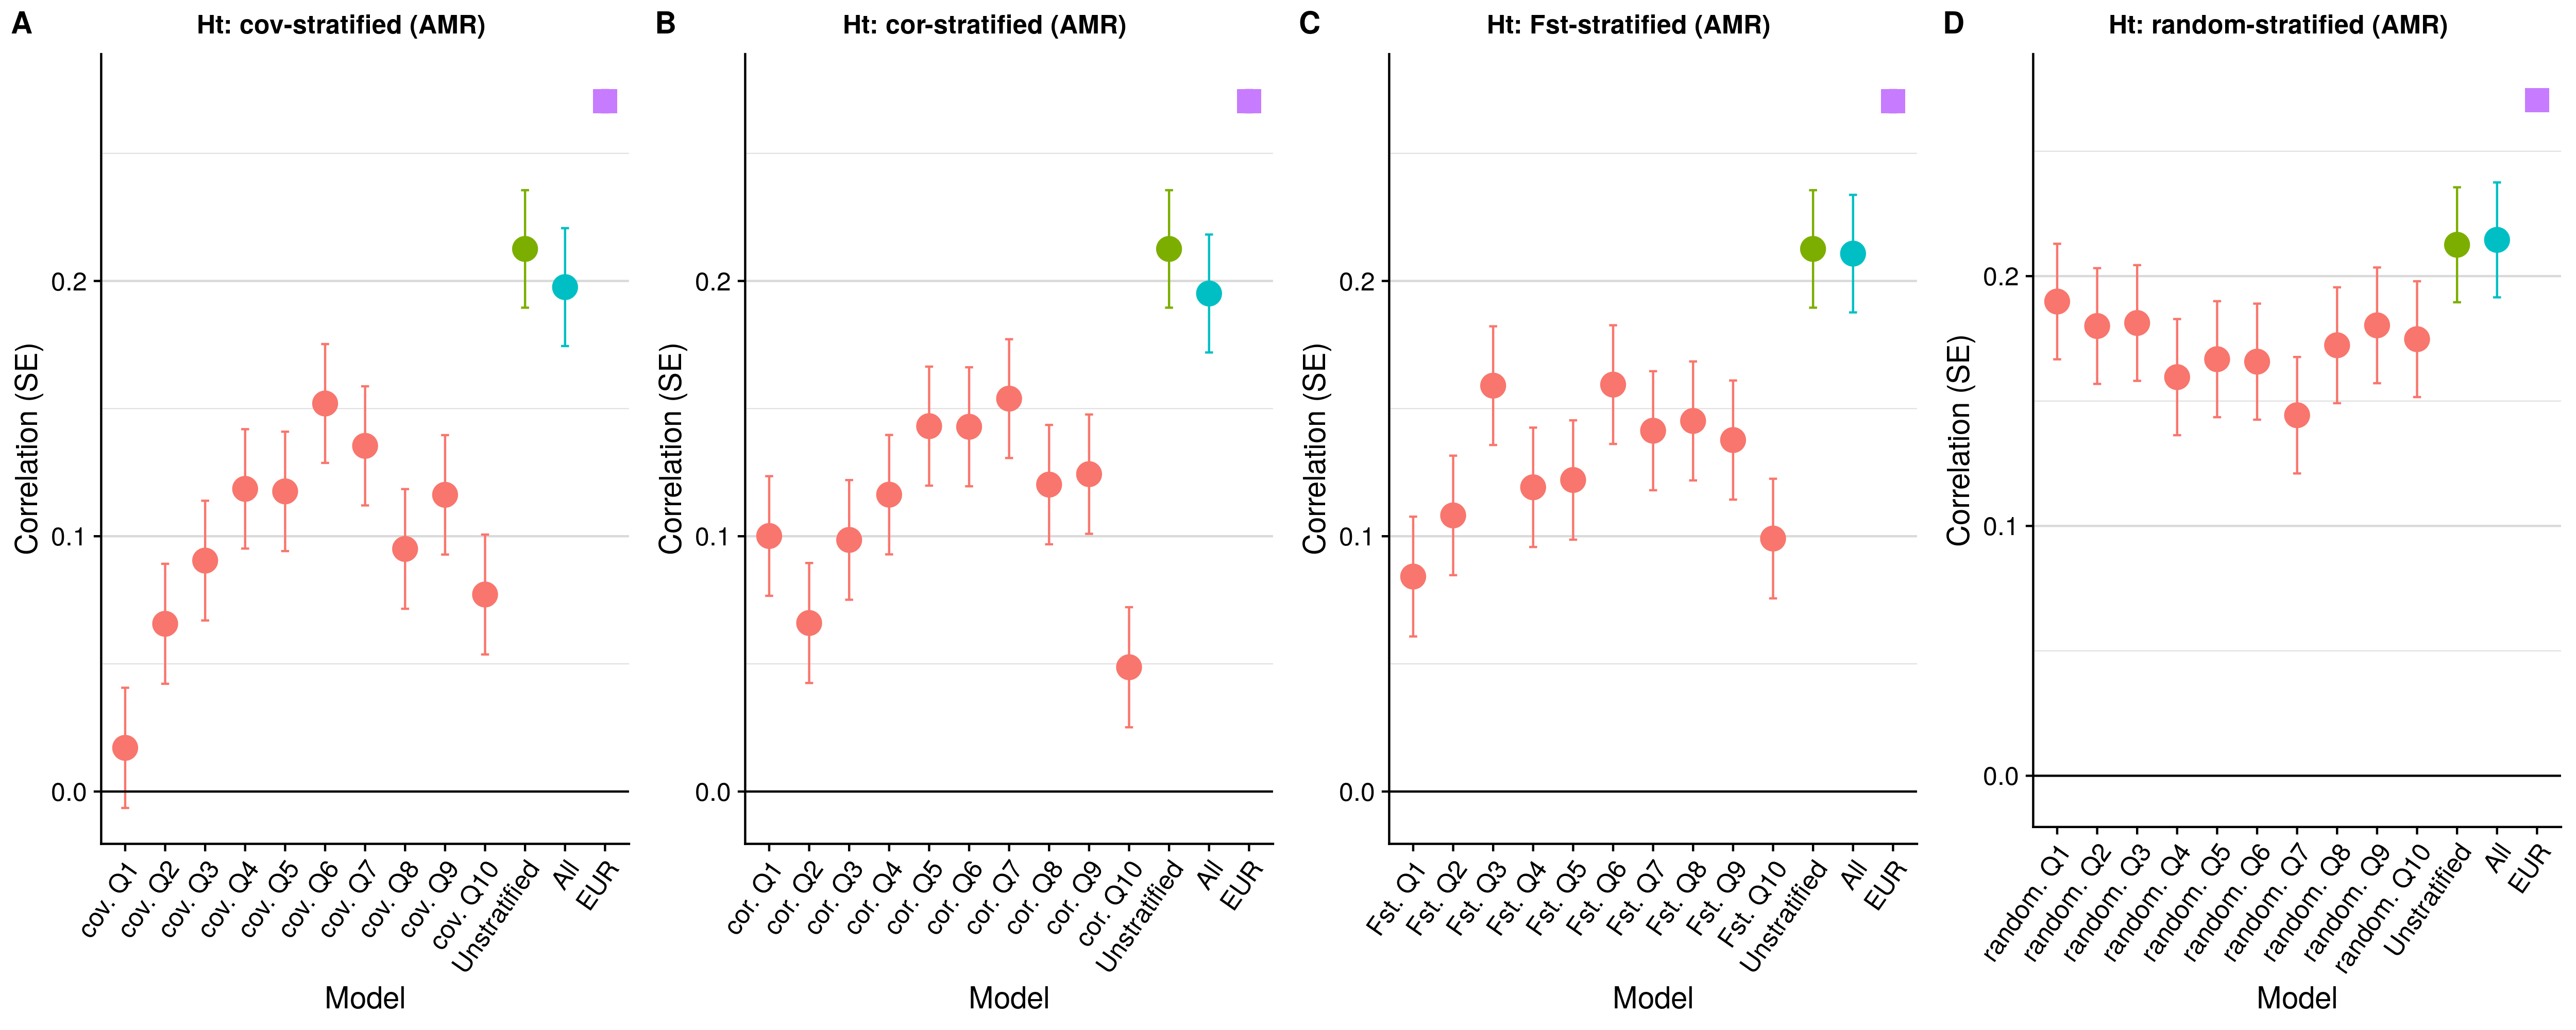 A
Ht: cov-stratified (AMR)
Correlation (SE)
0.2
0.1
0.0
cov. Q1
cov. Q2
cov. Q3
cov. Q4
cov. Q5
cov. Q6
cov. Q7
cov. Q8
cov. Q9
cov. Q10
Unstratified
All
EUR
Model
B
Ht: cor-stratified (AMR)
Correlation (SE)
0.2
0.1
0.0
cor. Q1
cor. Q2
cor. Q3
cor. Q4
cor. Q5
cor. Q6
cor. Q7
cor. Q8
cor. Q9
cor. Q10
Unstratified
All
EUR
Model
C
Ht: Fst-stratified (AMR)
Correlation (SE)
0.2
0.1
0.0
Fst. Q1
Fst. Q2
Fst. Q3
Fst. Q4
Fst. Q5
Fst. Q6
Fst. Q7
Fst. Q8
Fst. Q9
Fst. Q10
Unstratified
All
EUR
Model
D
Ht: random-stratified (AMR)
Correlation (SE)
0.2
0.1
0.0
random. Q1
random. Q2
random. Q3
random. Q4
random. Q5
random. Q6
random. Q7
random. Q8
random. Q9
random. Q10
Unstratified
All
EUR
Model